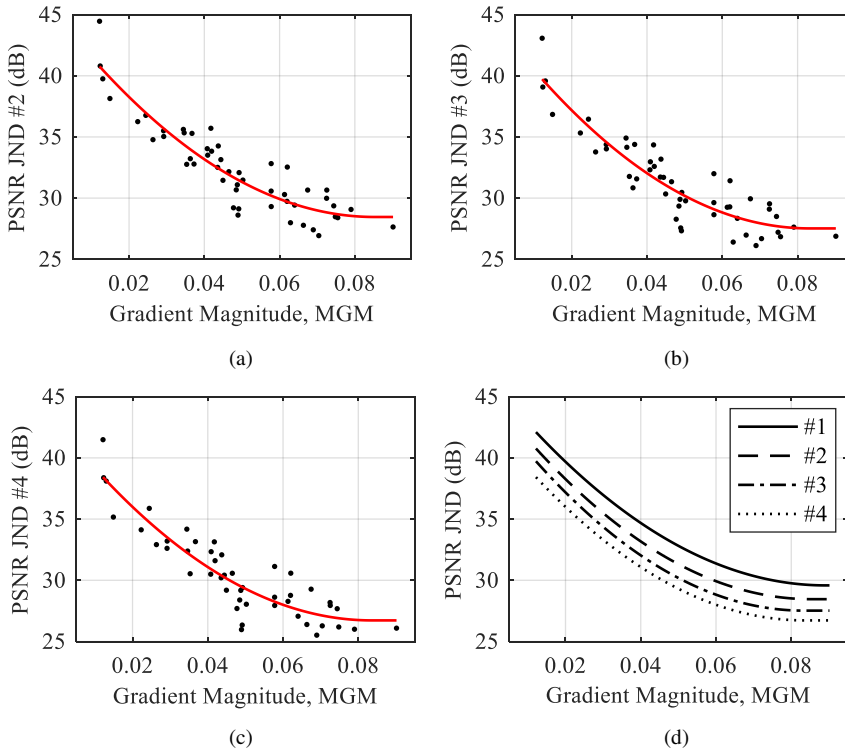 45
40
35
30
25
PSNR JND #2 (dB)
0.02 0.04 0.06 0.08
Gradient Magnitude, MGM
(a)
45
40
35
30
25
PSNR JND #3 (dB)
0.02 0.04 0.06 0.08
Gradient Magnitude, MGM
(b)
45
40
35
30
25
PSNR JND #4 (dB)
0.02 0.04 0.06 0.08
Gradient Magnitude, MGM
(c)
45
40
35
30
25
PSNR JND (dB)
#1
#2
#3
#4
0.02 0.04 0.06 0.08
Gradient Magnitude, MGM
(d)